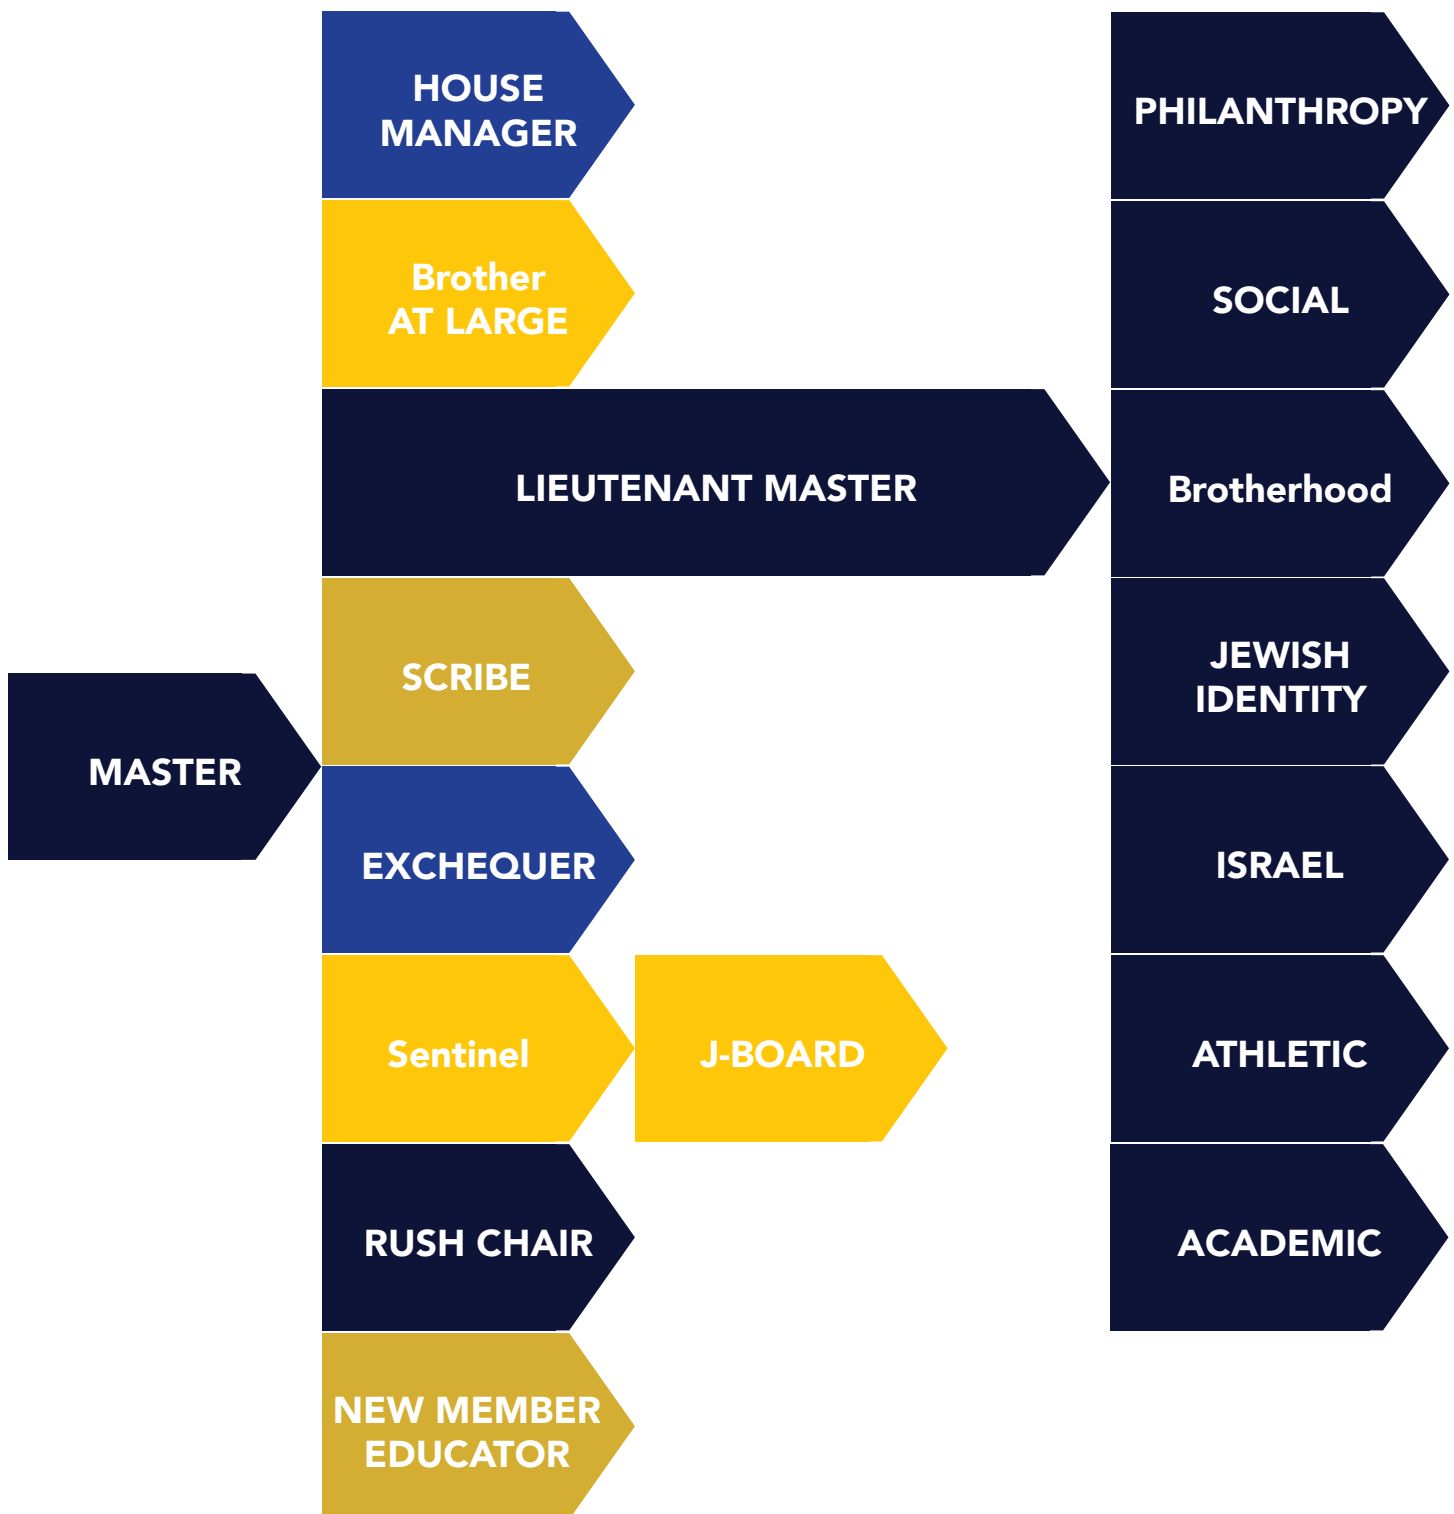 HOUSE
MANAGER
Brother
AT LARGE
LIEUTENANT MASTER
SCRIBE
MASTER
EXCHEQUER
Sentinel
J-BOARD
RUSH CHAIR
NEW MEMBER
EDUCATOR
PHILANTHROPY
SOCIAL
Brotherhood
JEWISH
IDENTITY
ISRAEL
ATHLETIC
ACADEMIC